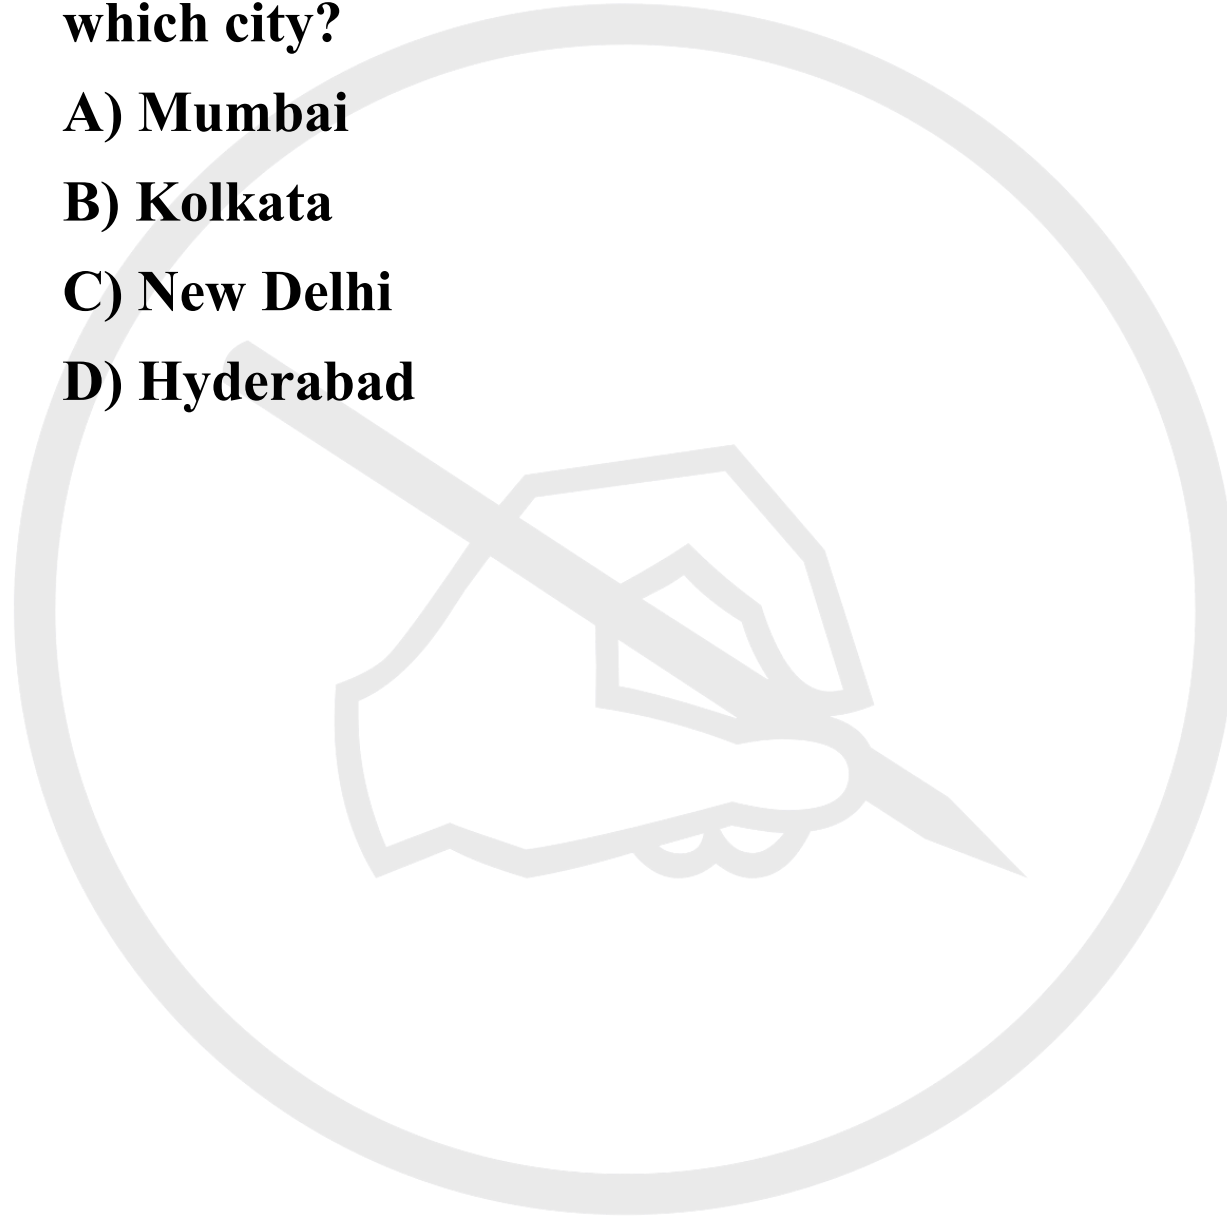 which city?
A) Mumbai
B) Kolkata
C) New Delhi
D) Hyderabad